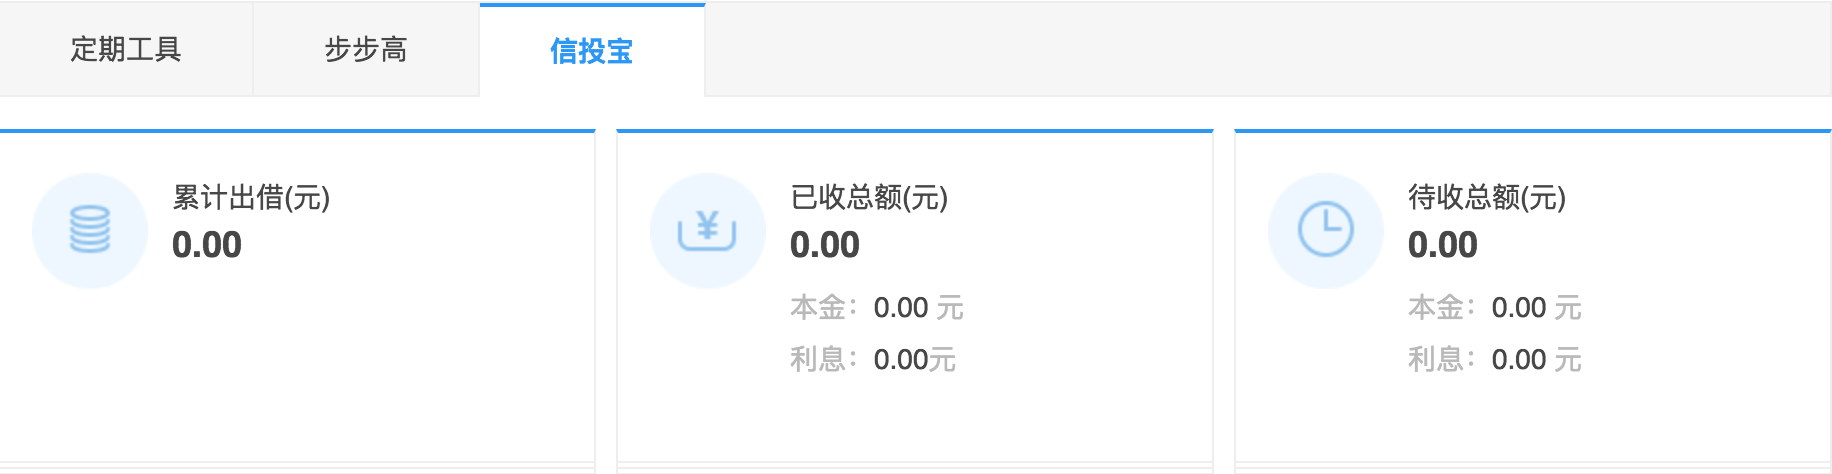 定期工具 步步高 信投宝
累计出借(元)
0.00
已收总额(元)
0.00
本金：0.00 元
利息：0.00元
待收总额(元)
0.00
本金：0.00 元
利息：0.00 元